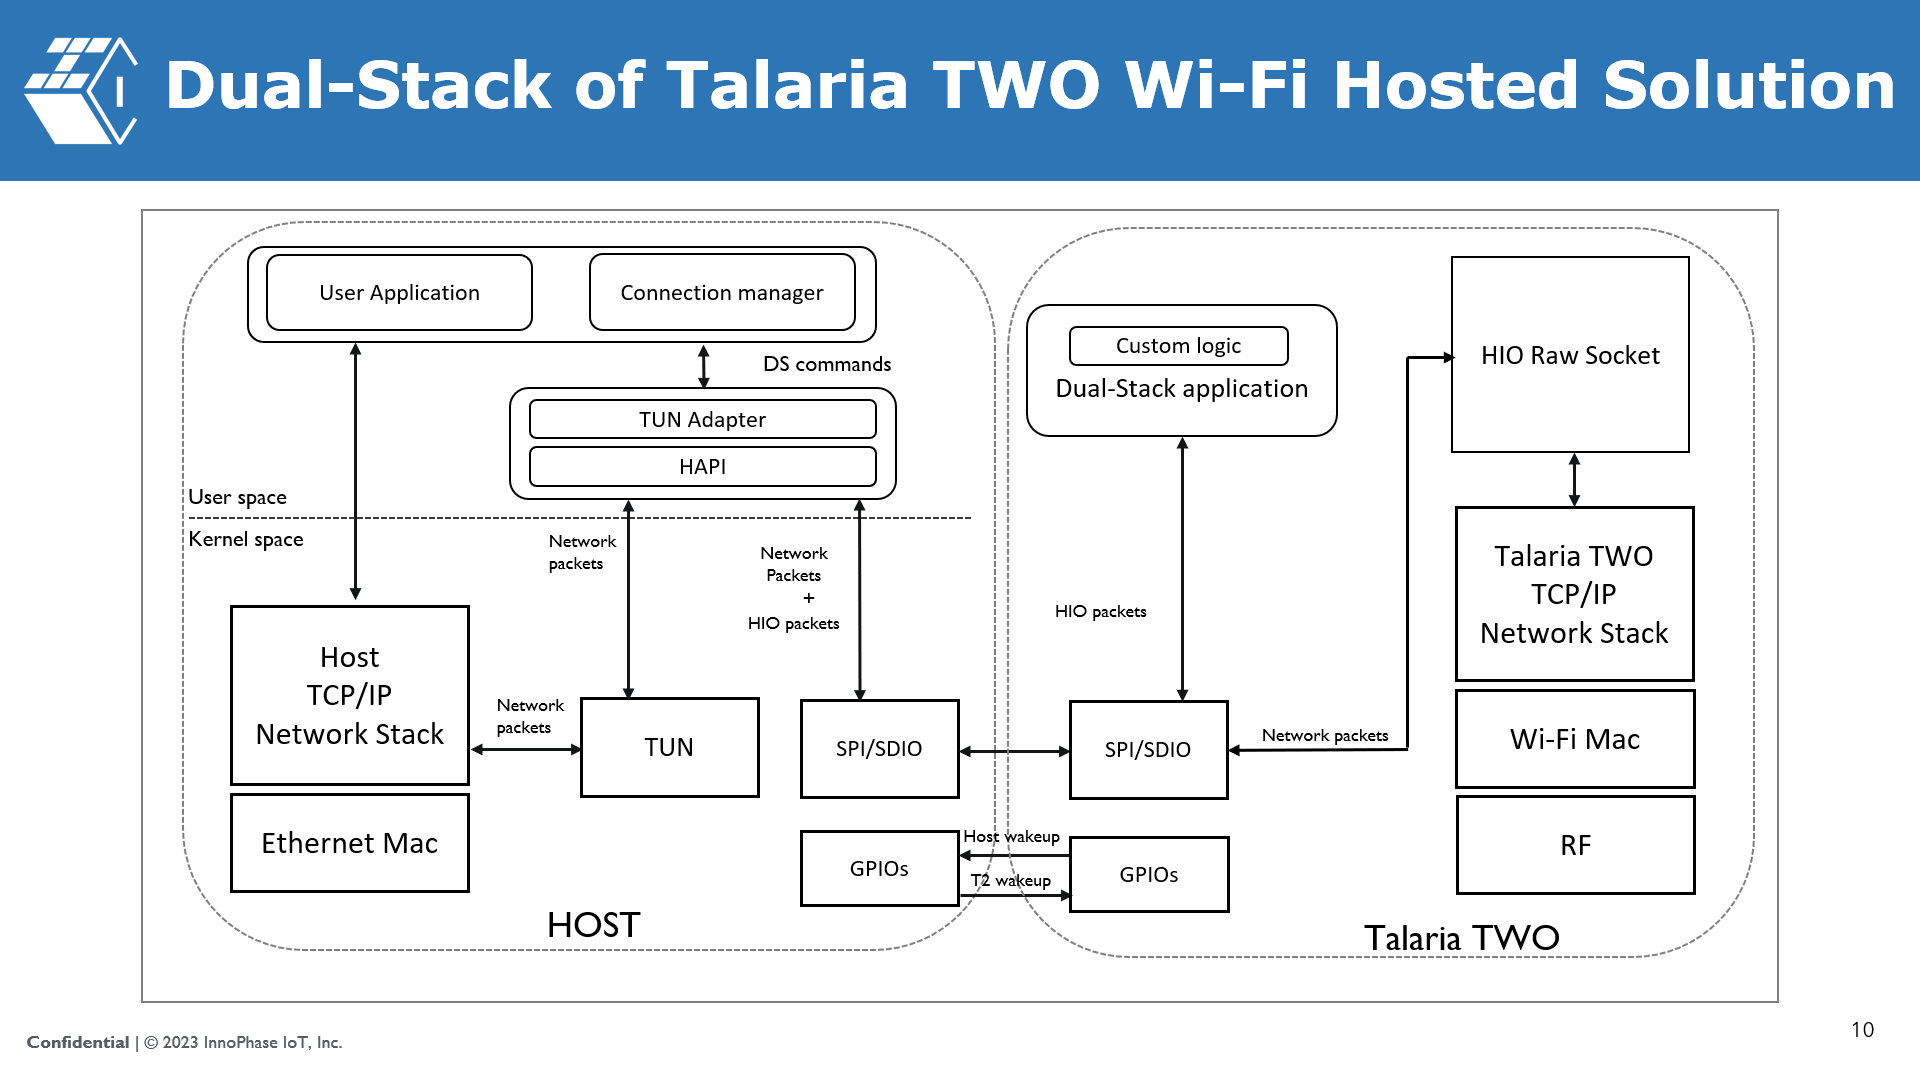 Dual-Stack of Talaria TWO Wi-Fi Hosted Solution
User Application
Connection manager
DS commands
TUN Adapter
HAPI
User space
Kernel space
Network
packets
Network
Packets
+
HIO packets
Host
TCP/IP
Network Stack
Network
packets
TUN
SPI/SDIO
Ethernet Mac
GPIOs
Host wakeup
T2 wakeup
HOST
Custom logic
Dual-Stack application
HIO Raw Socket
HIO packets
Talaria TWO
TCP/IP
Network Stack
SPI/SDIO
Network packets
Wi-Fi Mac
RF
GPIOs
Talaria TWO
Confidential | © 2023 InnoPhase IoT, Inc.
10